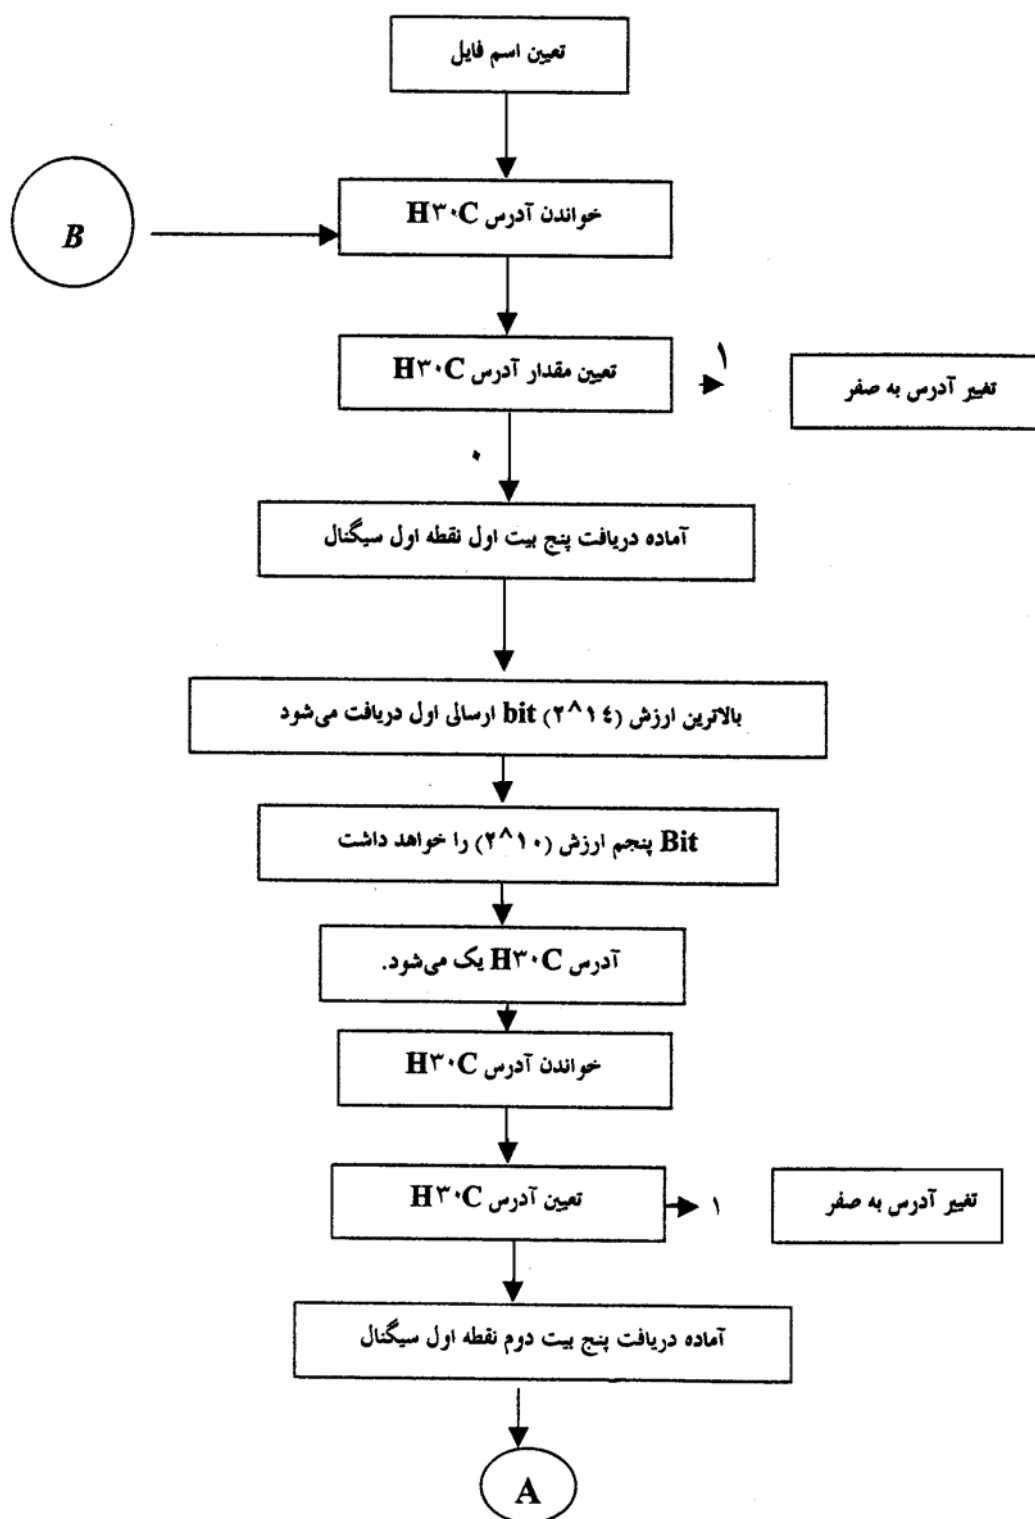 تعیین اسم فایل
خواندن آدرس H۳۰C
B
تعیین مقدار آدرس H۳۰C
۱
تغییر آدرس به صفر
۰
آماده دریافت پنج بیت اول نقطه اول سیگنال
بالاترین ارزش (۲^۱٤) bit ارسالی اول دریافت می‌شود
Bit پنجم ارزش (۲^۱۰) را خواهد داشت
آدرس H۳۰C یک می‌شود.
خواندن آدرس H۳۰C
تعیین آدرس H۳۰C
۱
تغییر آدرس به صفر
آماده دریافت پنج بیت دوم نقطه اول سیگنال
A